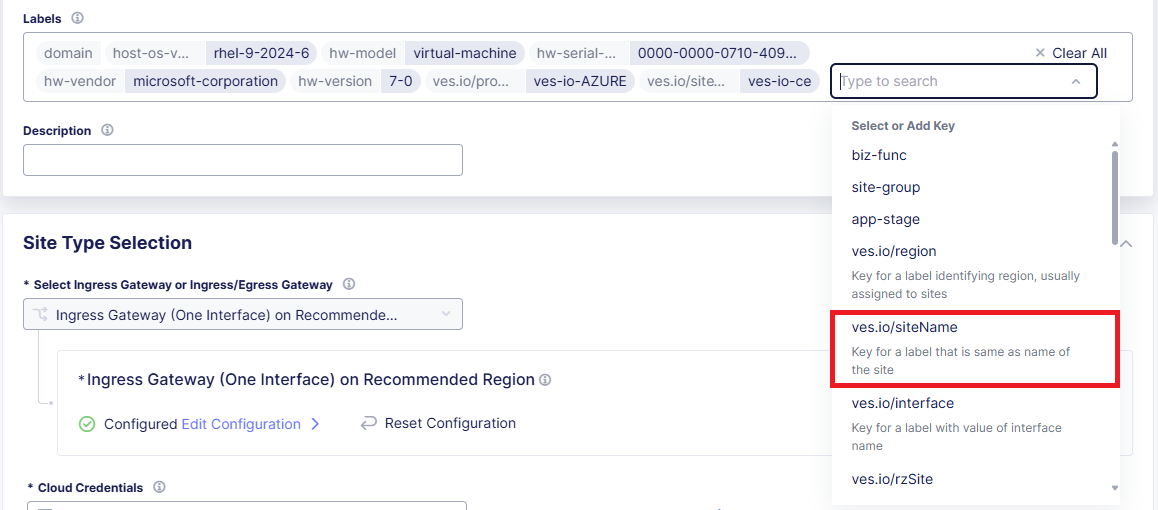 Labels
domain host-os-v... rhel-9-2024-6 hw-model virtual-machine hw-serial-... 0000-0000-0710-409... Clear All
hw-vendor microsoft-corporation hw-version 7-0 ves.io/pro... ves-io-AZURE ves.io/site... ves-io-ce Type to search
Select or Add Key
biz-func
site-group
app-stage
ves.io/region
Key for a label identifying region, usually
assigned to sites
ves.io/siteName
Key for a label that is same as name of
the site
ves.io/interface
Key for a label with value of interface
name
ves.io/rzSite
Description
Site Type Selection
* Select Ingress Gateway or Ingress/Egress Gateway
Ingress Gateway (One Interface) on Recommende...
* Ingress Gateway (One Interface) on Recommended Region
Configured Edit Configuration Reset Configuration
* Cloud Credentials